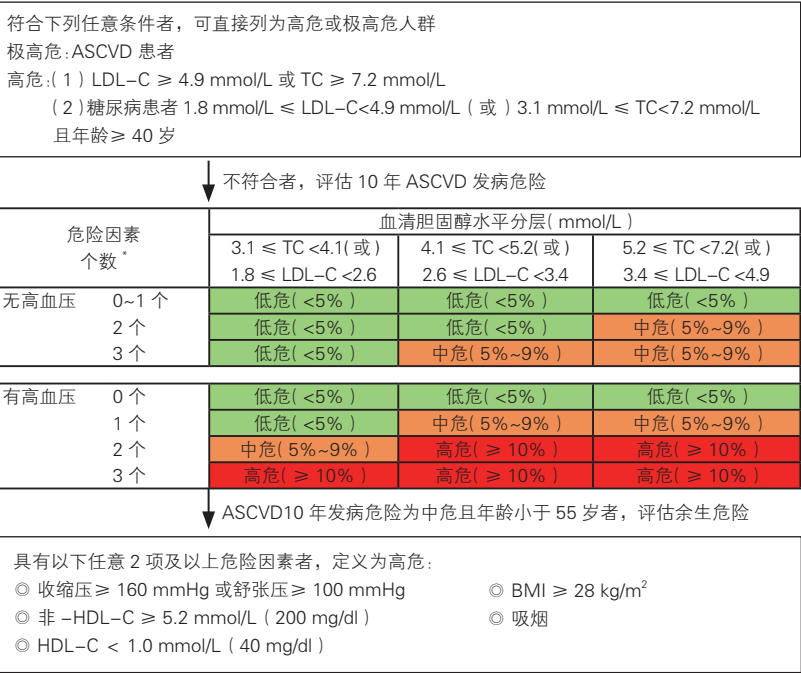 符合下列任意条件者，可直接列为高危或极高危人群
极高危:ASCVD 患者
高危:(1) LDL-C ≥ 4.9 mmol/L 或 TC ≥ 7.2 mmol/L
(2)糖尿病患者 1.8 mmol/L ≤ LDL-C<4.9 mmol/L(或)3.1 mmol/L ≤ TC<7.2 mmol/L
且年龄≥ 40 岁
不符合者，评估 10 年 ASCVD 发病危险
危险因素 血清胆固醇水平分层(mmol/L)
个数 * 3.1 ≤ TC <4.1(或) 4.1 ≤ TC <5.2(或) 5.2 ≤ TC <7.2(或)
1.8 ≤ LDL-C <2.6 2.6 ≤ LDL-C <3.4 3.4 ≤ LDL-C <4.9
无高血压 0~1 个 低危(<5%) 低危(<5%) 低危(<5%)
2 个 低危(<5%) 低危(<5%) 中危(5%~9%)
3 个 低危(<5%) 中危(5%~9%) 中危(5%~9%)
有高血压 0 个 低危(<5%) 低危(<5%) 低危(<5%)
1 个 低危(<5%) 中危(5%~9%) 中危(5%~9%)
2 个 中危(5%~9%) 高危(≥ 10%) 高危(≥ 10%)
3 个 高危(≥ 10%) 高危(≥ 10%) 高危(≥ 10%)
ASCVD10 年发病危险为中危且年龄小于 55 岁者，评估余生危险
具有以下任意 2 项及以上危险因素者，定义为高危:
◎ 收缩压≥ 160 mmHg 或舒张压≥ 100 mmHg ◎ BMI ≥ 28 kg/m²
◎ 非 -HDL-C ≥ 5.2 mmol/L(200 mg/dl) ◎ 吸烟
◎ HDL-C < 1.0 mmol/L(40 mg/dl)